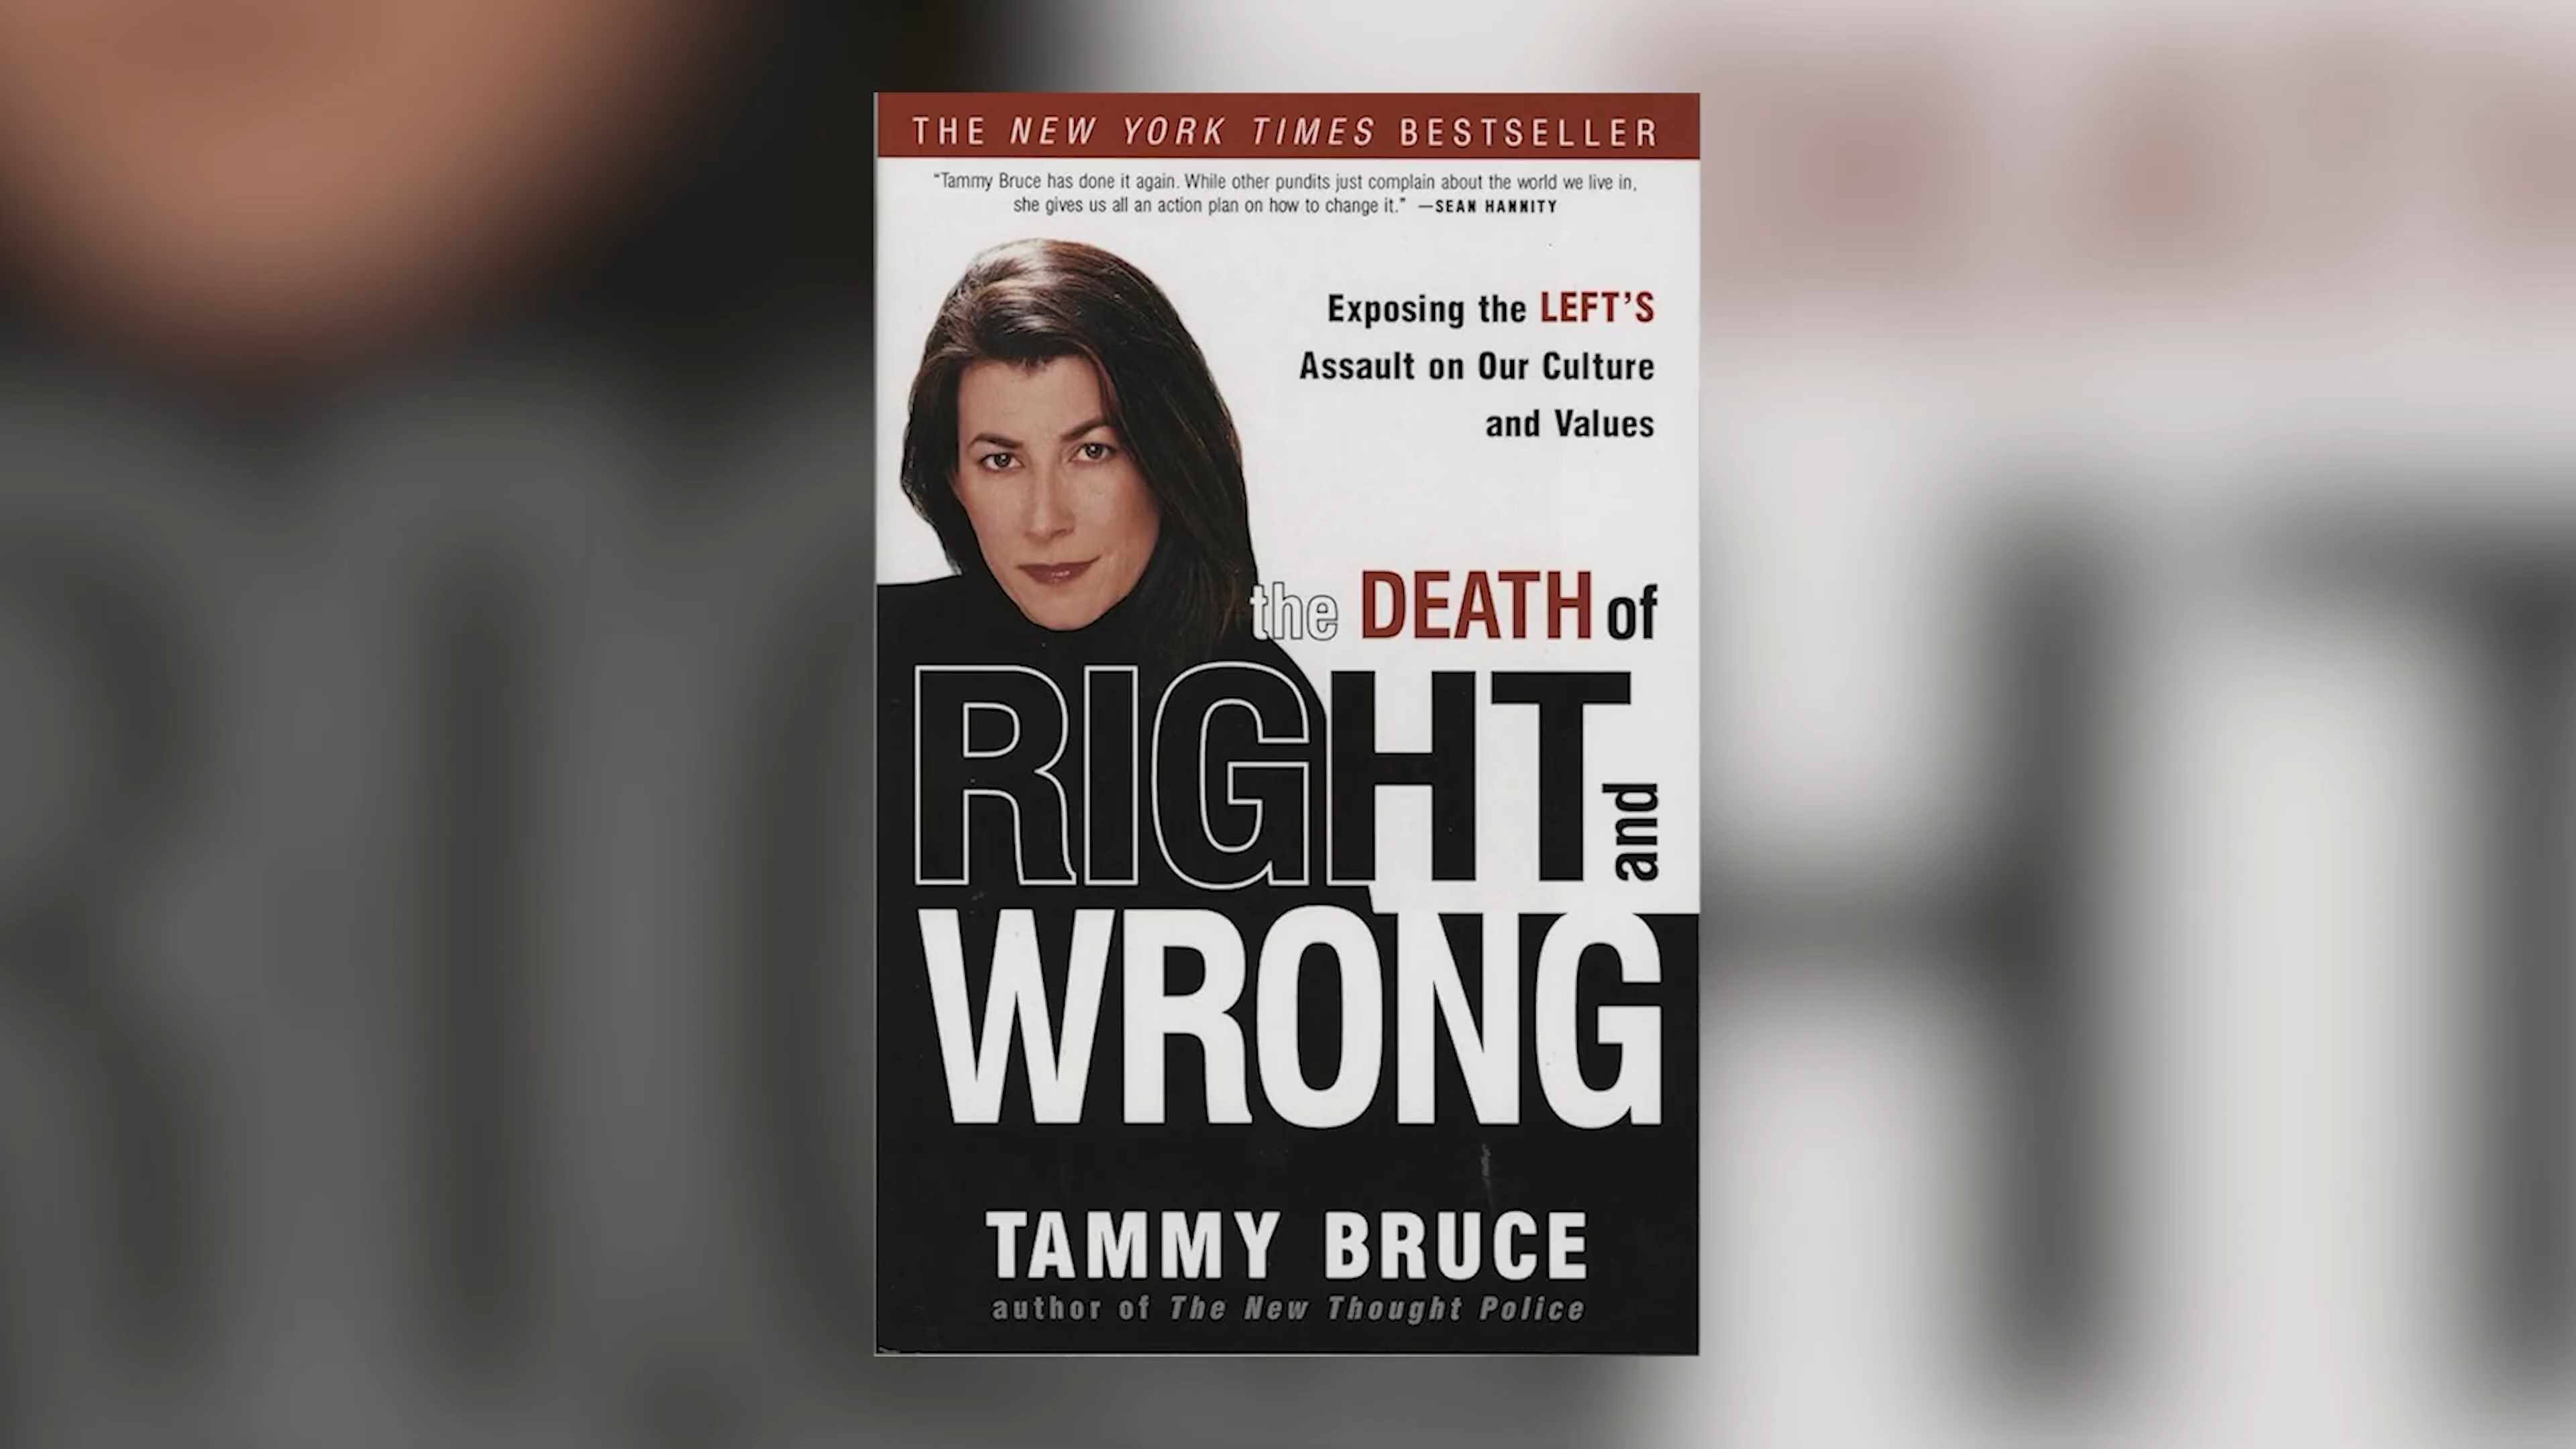 THE NEW YORK TIMES BESTSELLER
“Tammy Bruce has done it again. While other pundits just complain about the world we live in,
she gives us all an action plan on how to change it.” —SEAN HANNITY
Exposing the LEFT’S
Assault on Our Culture
and Values
the DEATH of
RIGHT and
WRONG
TAMMY BRUCE
author of The New Thought Police